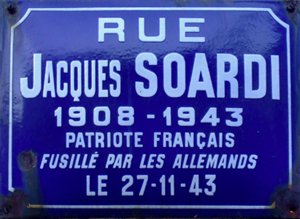 RUE
JACQUES SOARDI
1908 - 1943
PATRIOTE FRANÇAIS
FUSILLÉ PAR LES ALLEMANDS
LE 27-11-43